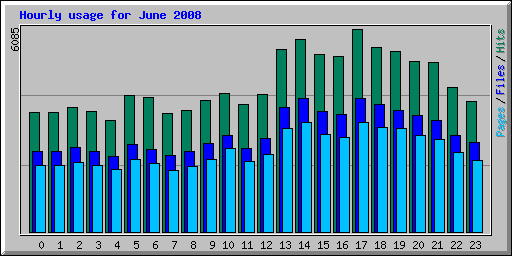 Hourly usage for June 2008
6085
Pages / Files / Hits
0 1 2 3 4 5 6 7 8 9 10 11 12 13 14 15 16 17 18 19 20 21 22 23